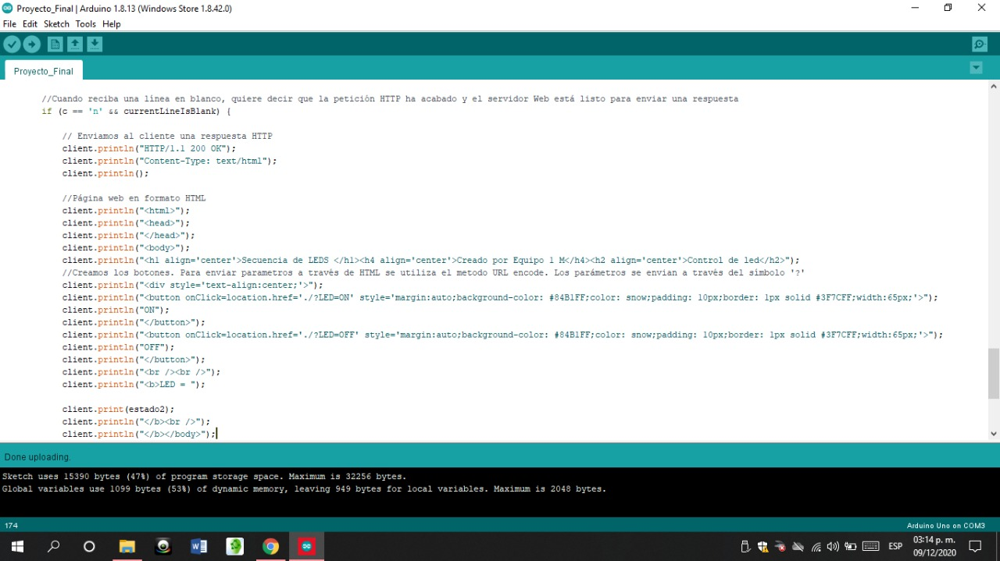 Proyecto_Final | Arduino 1.8.13 (Windows Store 1.8.42.0)
File Edit Sketch Tools Help
Proyecto_Final
//Cuando reciba una línea en blanco, quiere decir que la petición HTTP ha acabado y el servidor Web está listo para enviar una respuesta
if (c == 'n' && currentLineIsBlank) {
// Enviamos al cliente una respuesta HTTP
client.println("HTTP/1.1 200 OK");
client.println("Content-Type: text/html");
client.println();
//Página web en formato HTML
client.println("<html>");
client.println("<head>");
client.println("</head>");
client.println("<body>");
client.println("<h1 align='center'>Secuencia de LEDS </h1><h4 align='center'>Creado por Equipo 1 M</h4><h2 align='center'>Control de led</h2>");
//Creamos los botones. Para enviar parametros a través de HTML se utiliza el metodo URL encode. Los parámetros se envian a través del símbolo '?'
client.println("<div style='text-align:center;'>");
client.println("<button onClick=location.href='./?LED=ON' style='margin:auto;background-color: #84B1FF;color: snow;padding: 10px;border: 1px solid #3F7CFF;width:65px;'>");
client.println("ON");
client.println("</button>");
client.println("<button onClick=location.href='./?LED=OFF' style='margin:auto;background-color: #84B1FF;color: snow;padding: 10px;border: 1px solid #3F7CFF;width:65px;'>");
client.println("OFF");
client.println("</button>");
client.println("<br /><br />");
client.println("<b>LED = ");
client.print(estado2);
client.println("</b><br />");
client.println("</b></body>");
Done uploading.
Sketch uses 15390 bytes (47%) of program storage space. Maximum is 32256 bytes.
Global variables use 1099 bytes (53%) of dynamic memory, leaving 949 bytes for local variables. Maximum is 2048 bytes.
174
Arduino Uno on COM3
ESP
03:14 p. m.
09/12/2020